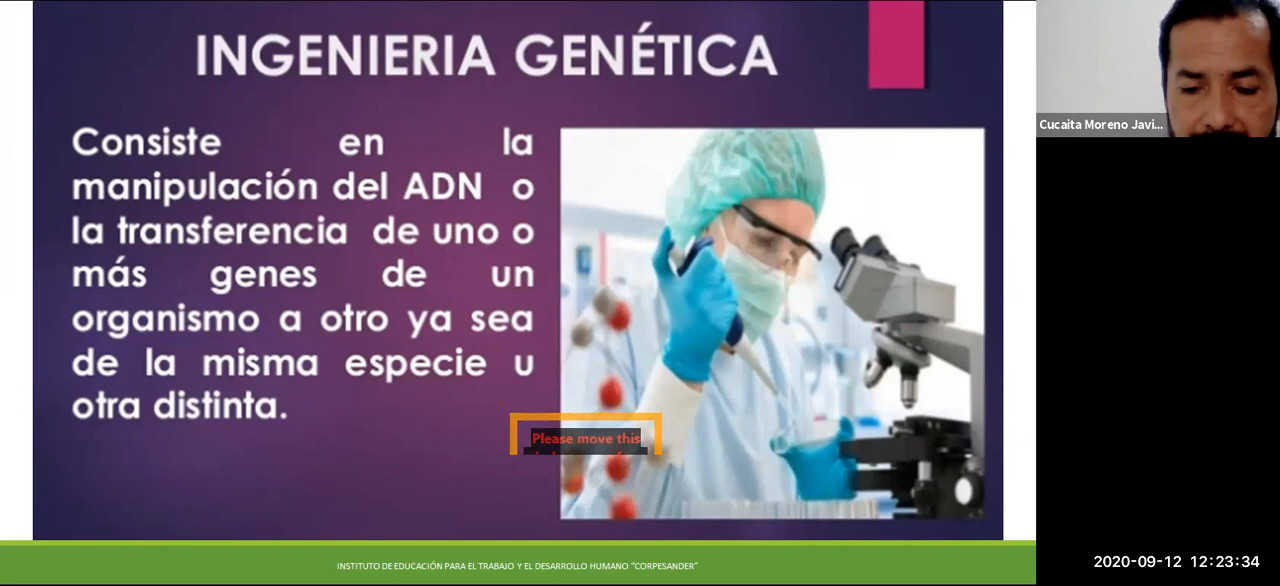 INGENIERIA GENÉTICA
Consiste en la
manipulación del ADN o
la transferencia de uno o
más genes de un
organismo a otro ya sea
de la misma especie u
otra distinta.
Please move this
INSTITUTO DE EDUCACIÓN PARA EL TRABAJO Y EL DESARROLLO HUMANO "CORPESANDER"
Cucaita Moreno Javi...
2020-09-12 12:23:34